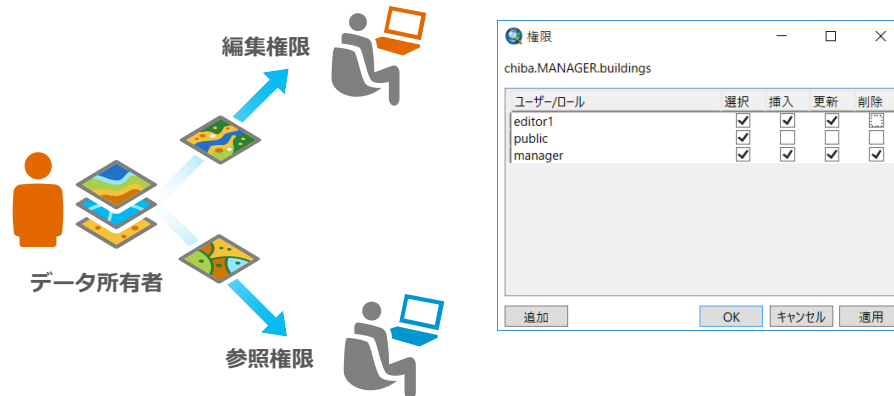 編集権限
データ所有者
参照権限
権限
chiba.MANAGER.buildings
ユーザー/ロール 選択 挿入 更新 削除
editor1
public
manager
追加 OK キャンセル 適用